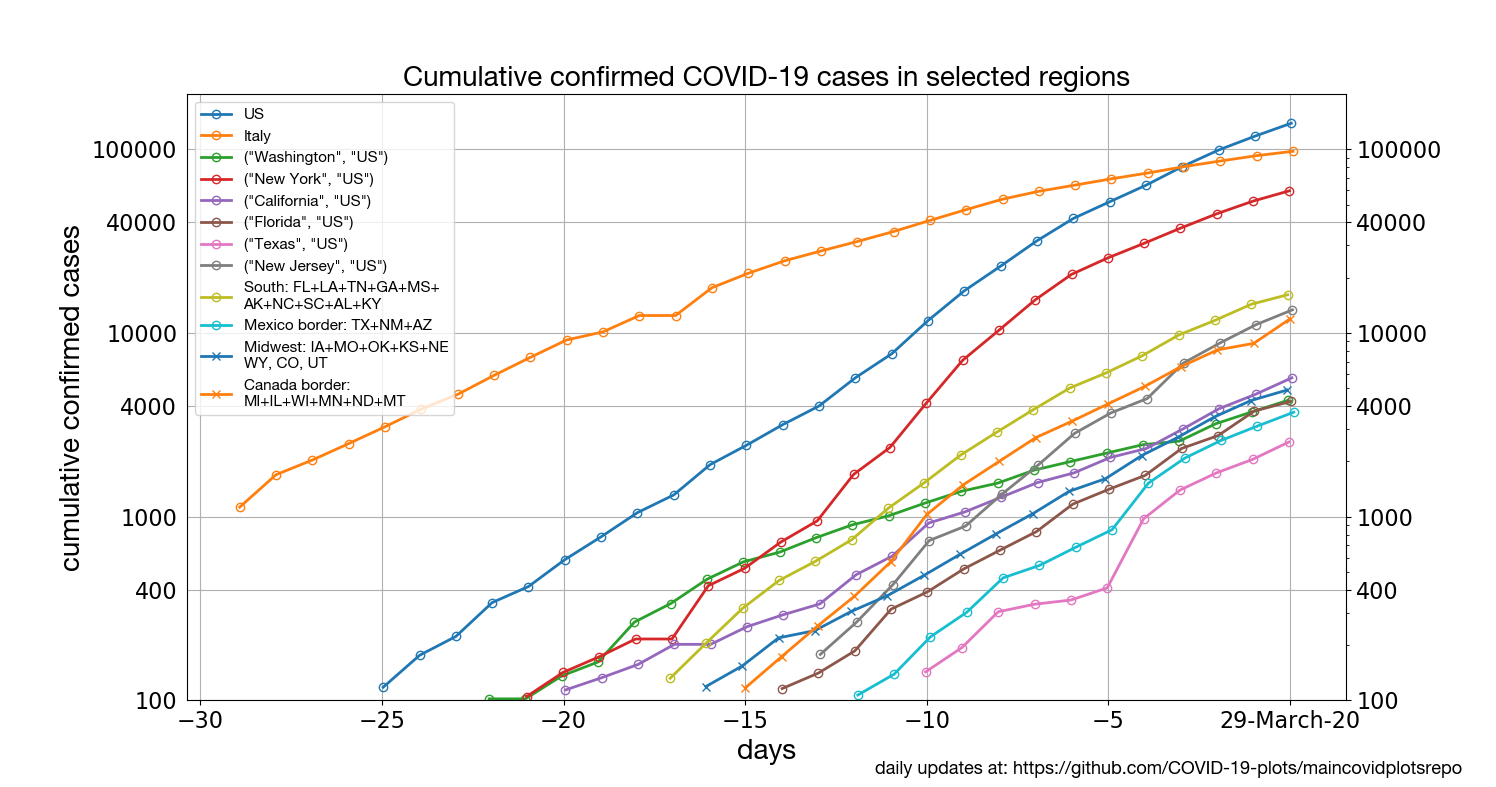 Cumulative confirmed COVID-19 cases in selected regions
US
Italy
("Washington", "US")
("New York", "US")
("California", "US")
("Florida", "US")
("Texas", "US")
("New Jersey", "US")
South: FL+LA+TN+GA+MS+
AK+NC+SC+AL+KY
Mexico border: TX+NM+AZ
Midwest: IA+MO+OK+KS+NE
WY, CO, UT
Canada border:
MI+IL+WI+MN+ND+MT
cumulative confirmed cases
100000
40000
10000
4000
1000
400
100
100000
40000
10000
4000
1000
400
100
−30 −25 −20 −15 −10 −5 29-March-20
days
daily updates at: https://github.com/COVID-19-plots/maincovidplotsrepo